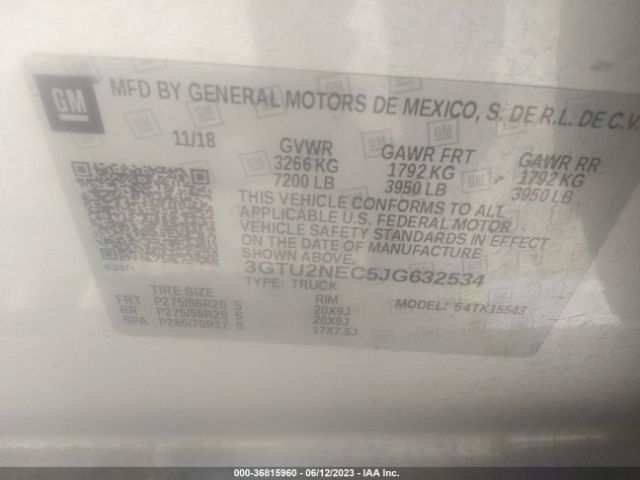 GM
MFD BY GENERAL MOTORS DE MEXICO, S. DE R.L. DE C.V.
11/18 GVWR GAWR FRT GAWR RR
3266 KG 1792 KG 1792 KG
7200 LB 3950 LB 3950 LB
THIS VEHICLE CONFORMS TO ALL
APPLICABLE U.S. FEDERAL MOTOR
VEHICLE SAFETY STANDARDS IN EFFECT
ON THE DATE OF MANUFACTURE
SHOWN ABOVE.
3GTU2NEC5JG632534
TYPE: TRUCK
TIRE SIZE RIM MODEL: 54TK15543
FRT P275/55R20 S 20X9J
RR P275/55R20 S 20X9J
SPA P265/70R17 S 17X7.5J
000-36815960 - 06/12/2023 - IAA Inc.